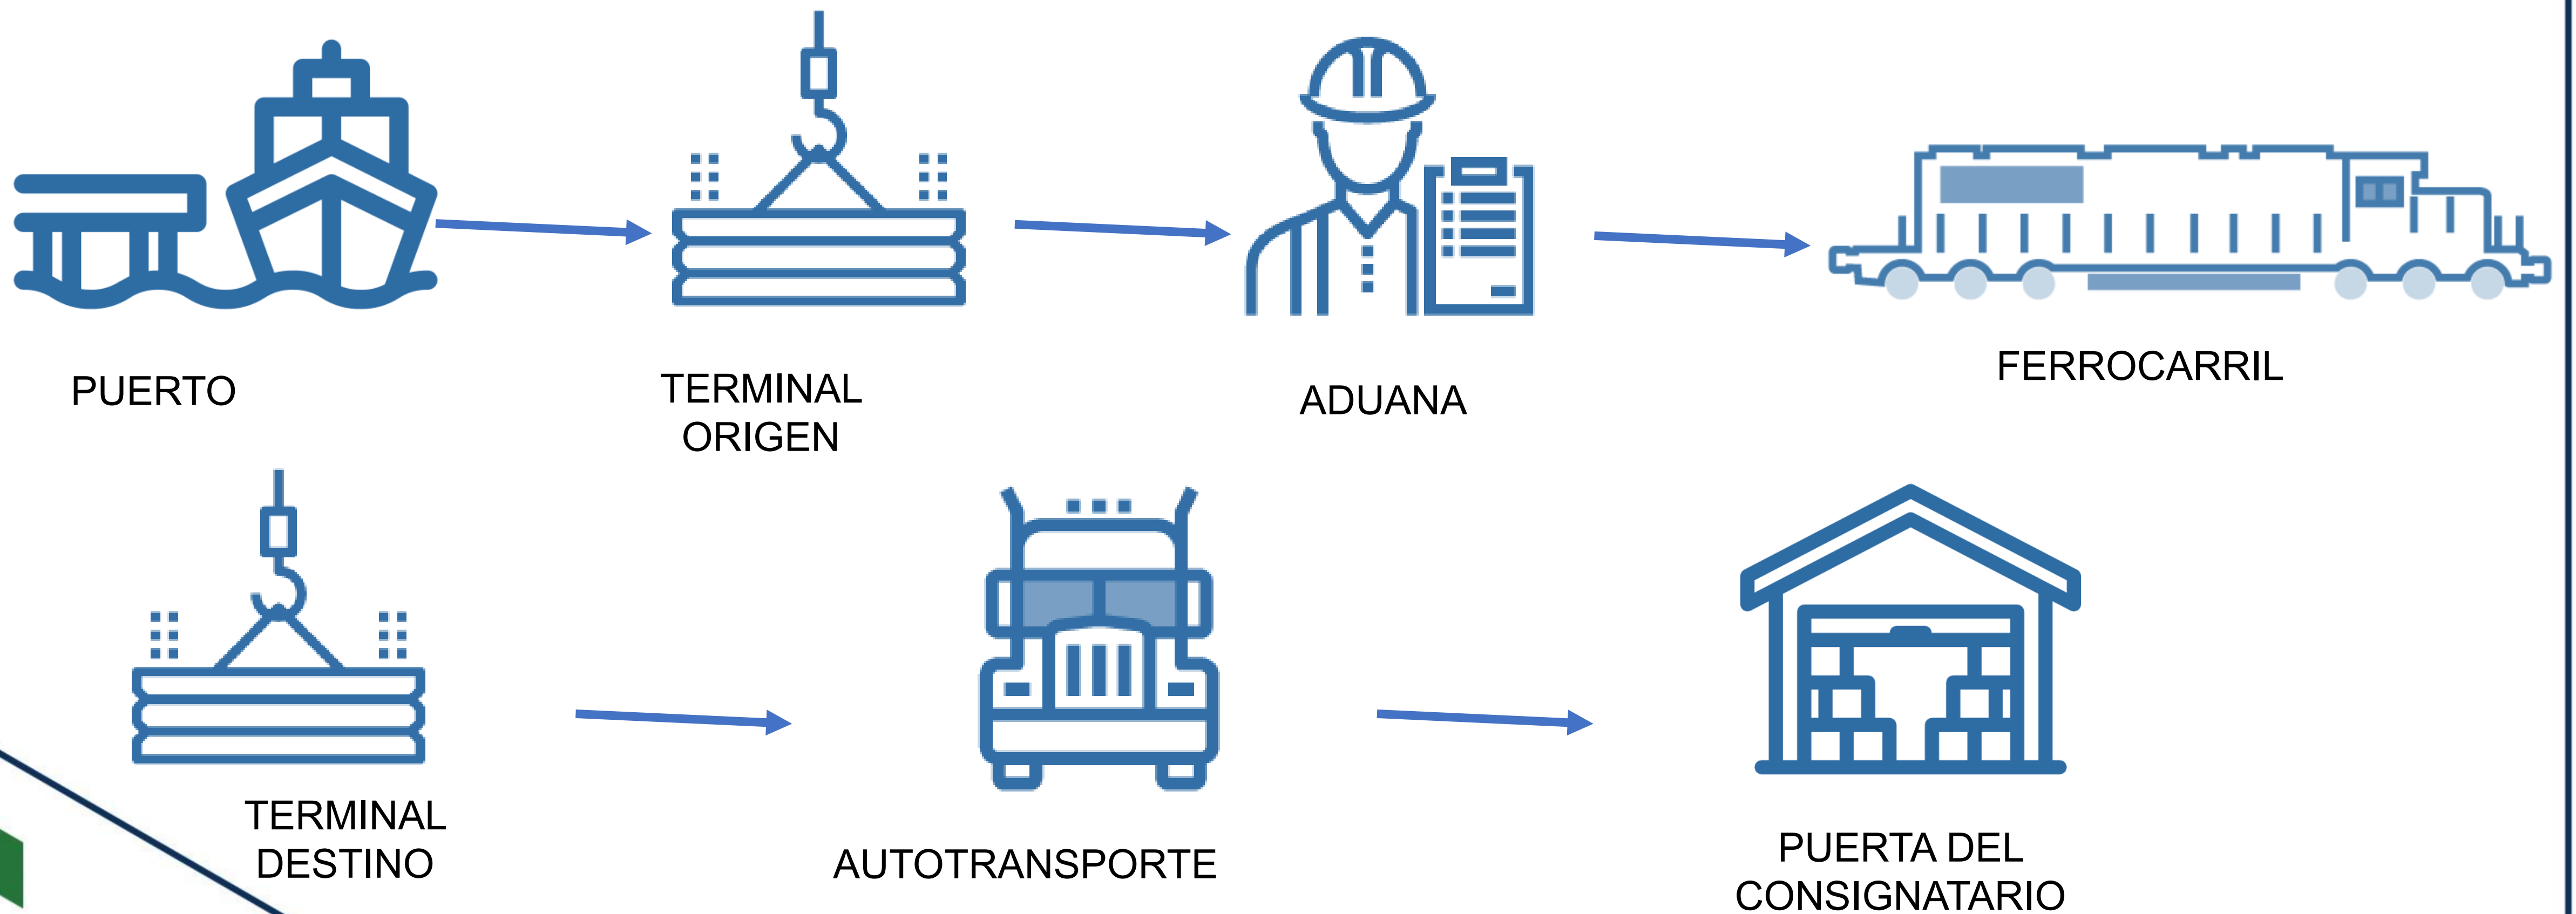 PUERTO
TERMINAL
ORIGEN
ADUANA
FERROCARRIL
TERMINAL
DESTINO
AUTOTRANSPORTE
PUERTA DEL
CONSIGNATARIO